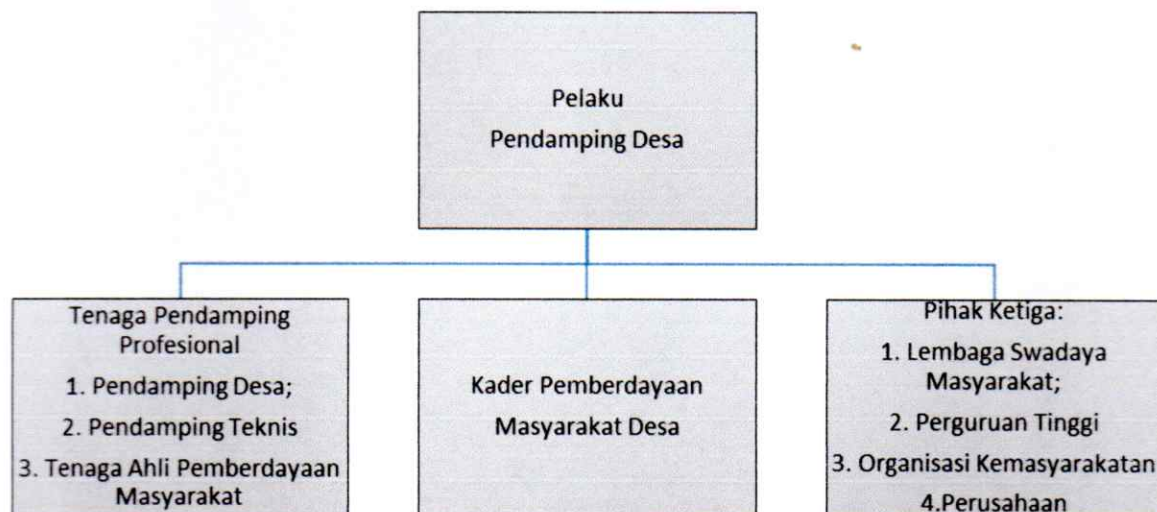 Pelaku
Pendamping Desa
Tenaga Pendamping
Profesional
1. Pendamping Desa;
2. Pendamping Teknis
3. Tenaga Ahli Pemberdayaan
Masyarakat
Kader Pemberdayaan
Masyarakat Desa
Pihak Ketiga:
1. Lembaga Swadaya
Masyarakat;
2. Perguruan Tinggi
3. Organisasi Kemasyarakatan
4.Perusahaan